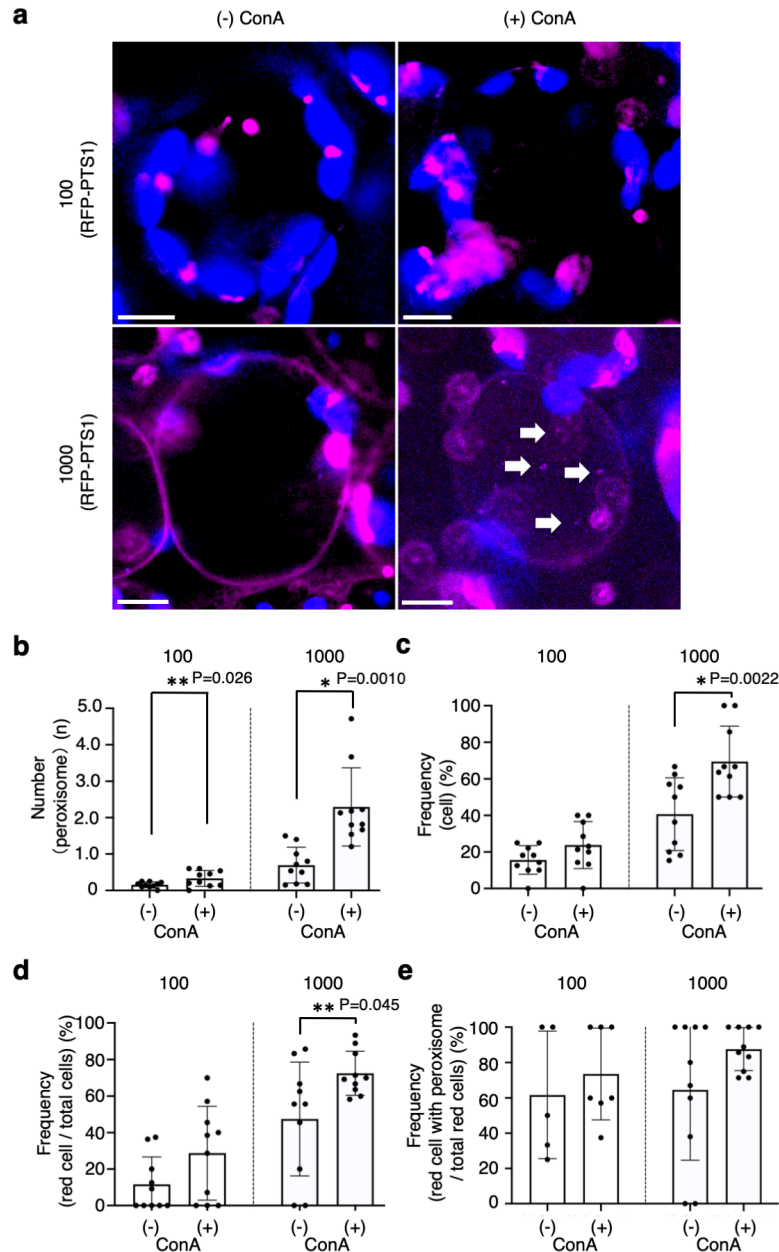 a
(-) ConA
(+) ConA
100
(RFP-PTS1)
1000
(RFP-PTS1)
b
100
1000
** P=0.026
* P=0.0010
Number
(peroxisome) (n)
5.0
4.0
3.0
2.0
1.0
0
(-) (+)
ConA
(-) (+)
ConA
c
100
1000
* P=0.0022
Frequency
(cell) (%)
100
80
60
40
20
0
(-) (+)
ConA
(-) (+)
ConA
d
100
1000
** P=0.045
Frequency
(red cell / total cells) (%)
100
80
60
40
20
0
(-) (+)
ConA
(-) (+)
ConA
e
100
1000
Frequency
(red cell with peroxisome
/ total red cells) (%)
100
80
60
40
20
0
(-) (+)
ConA
(-) (+)
ConA